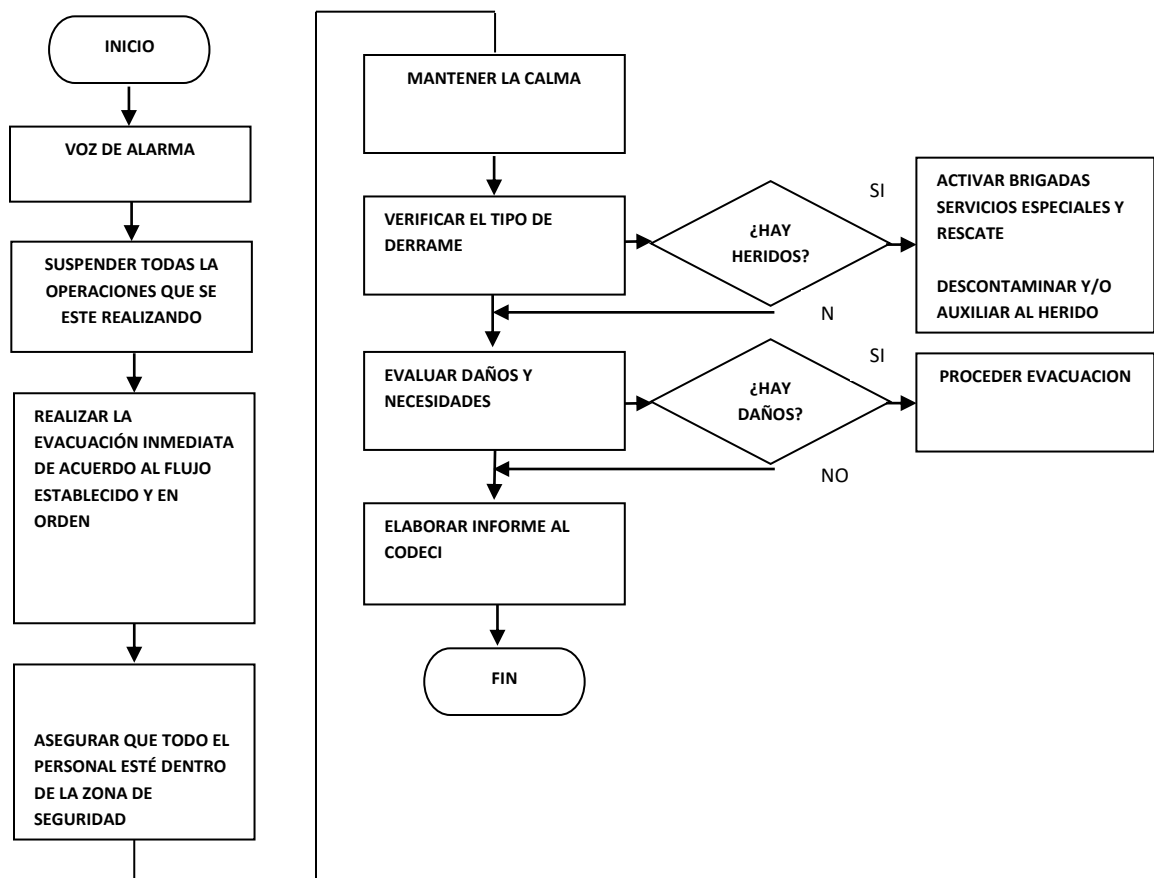 INICIO
VOZ DE ALARMA
SUSPENDER TODAS LA
OPERACIONES QUE SE
ESTE REALIZANDO
REALIZAR LA
EVACUACIÓN INMEDIATA
DE ACUERDO AL FLUJO
ESTABLECIDO Y EN
ORDEN
ASEGURAR QUE TODO EL
PERSONAL ESTÉ DENTRO
DE LA ZONA DE
SEGURIDAD
MANTENER LA CALMA
VERIFICAR EL TIPO DE
DERRAME
¿HAY
HERIDOS?
SI
ACTIVAR BRIGADAS
SERVICIOS ESPECIALES Y
RESCATE
DESCONTAMINAR Y/O
AUXILIAR AL HERIDO
N
EVALUAR DAÑOS Y
NECESIDADES
¿HAY
DAÑOS?
SI
PROCEDER EVACUACION
NO
ELABORAR INFORME AL
CODECI
FIN